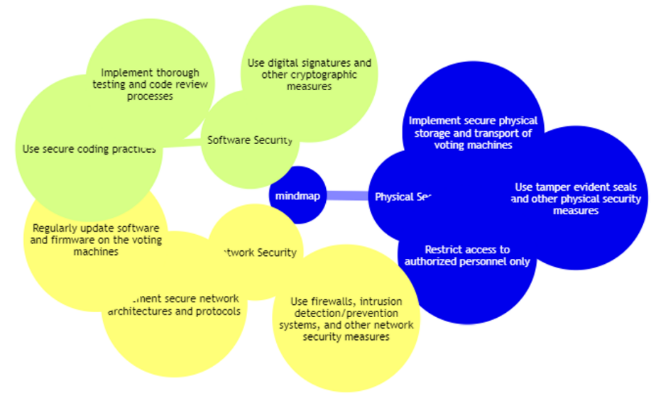 Implement thorough
testing and code review
processes
Use digital signatures and
other cryptographic
measures
Use secure coding practices
Software Security
mindmap
Physical
Implement secure physical
storage and transport of
voting machines
Use tamper evident seals
and other physical security
measures
Restrict access to
authorized personnel only
Regularly update software
and firmware on the voting
machines
Security
secure network
architectures and protocols
Use firewalls, intrusion
detection/prevention
systems, and other network
security measures